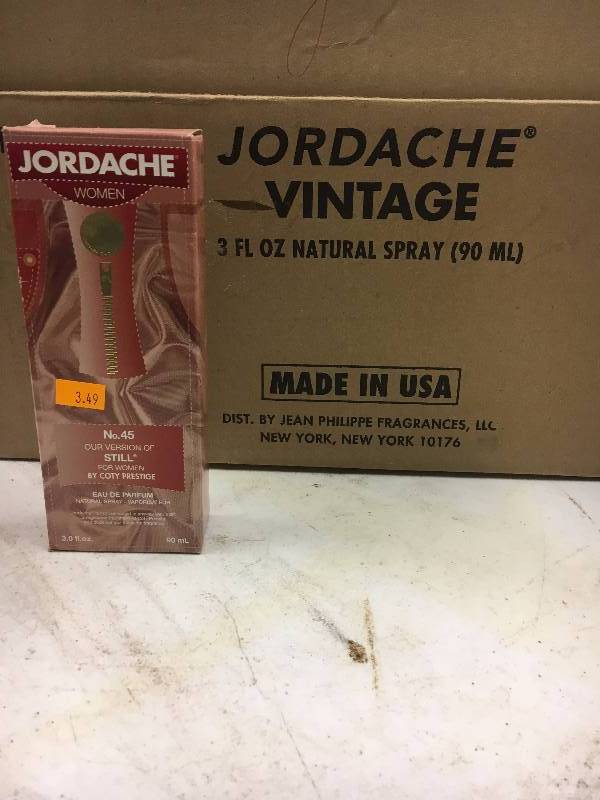 JORDACHE
WOMEN
3.49
No.45
OUR VERSION OF
STILL®
FOR WOMEN
BY COTY PRESTIGE
EAU DE PARFUM
NATURAL SPRAY - VAPORISATEUR
3.0 fl.oz.
90 mL
JORDACHE®
VINTAGE
3 FL OZ NATURAL SPRAY (90 ML)
MADE IN USA
DIST. BY JEAN PHILIPPE FRAGRANCES, LLC
NEW YORK, NEW YORK 10176